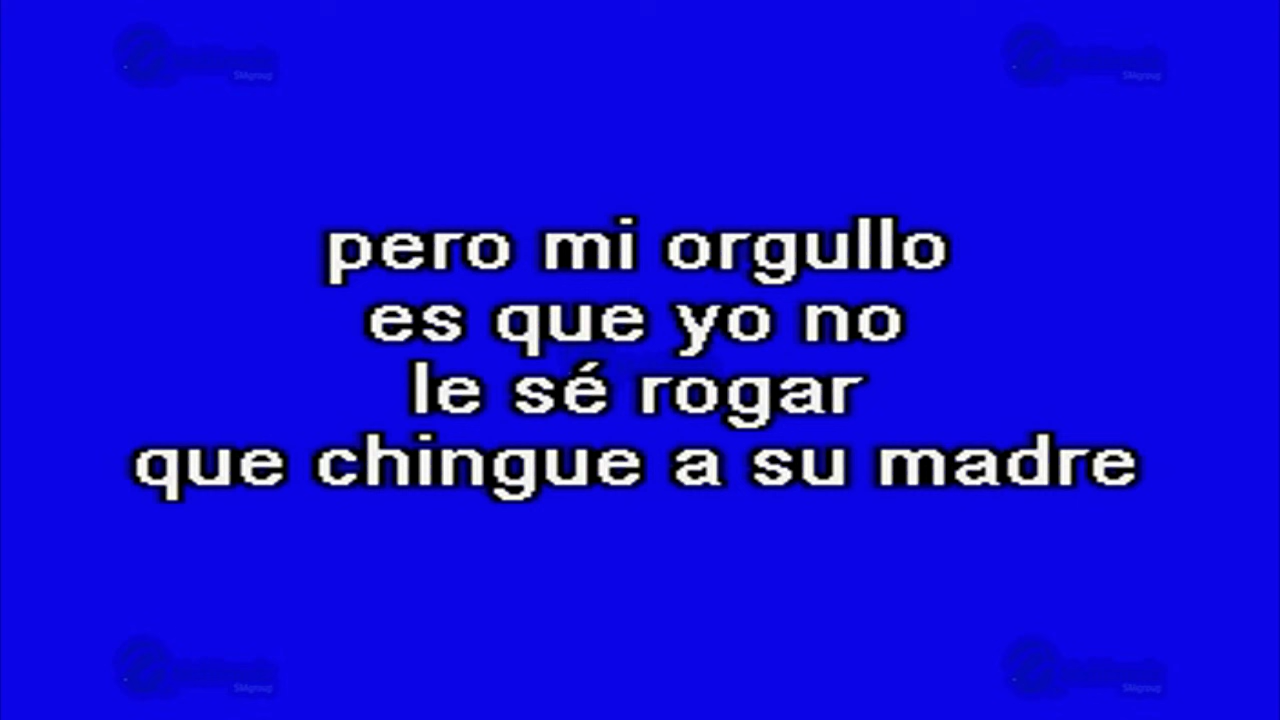 pero mi orgullo
es que yo no
le sé rogar
que chingue a su madre